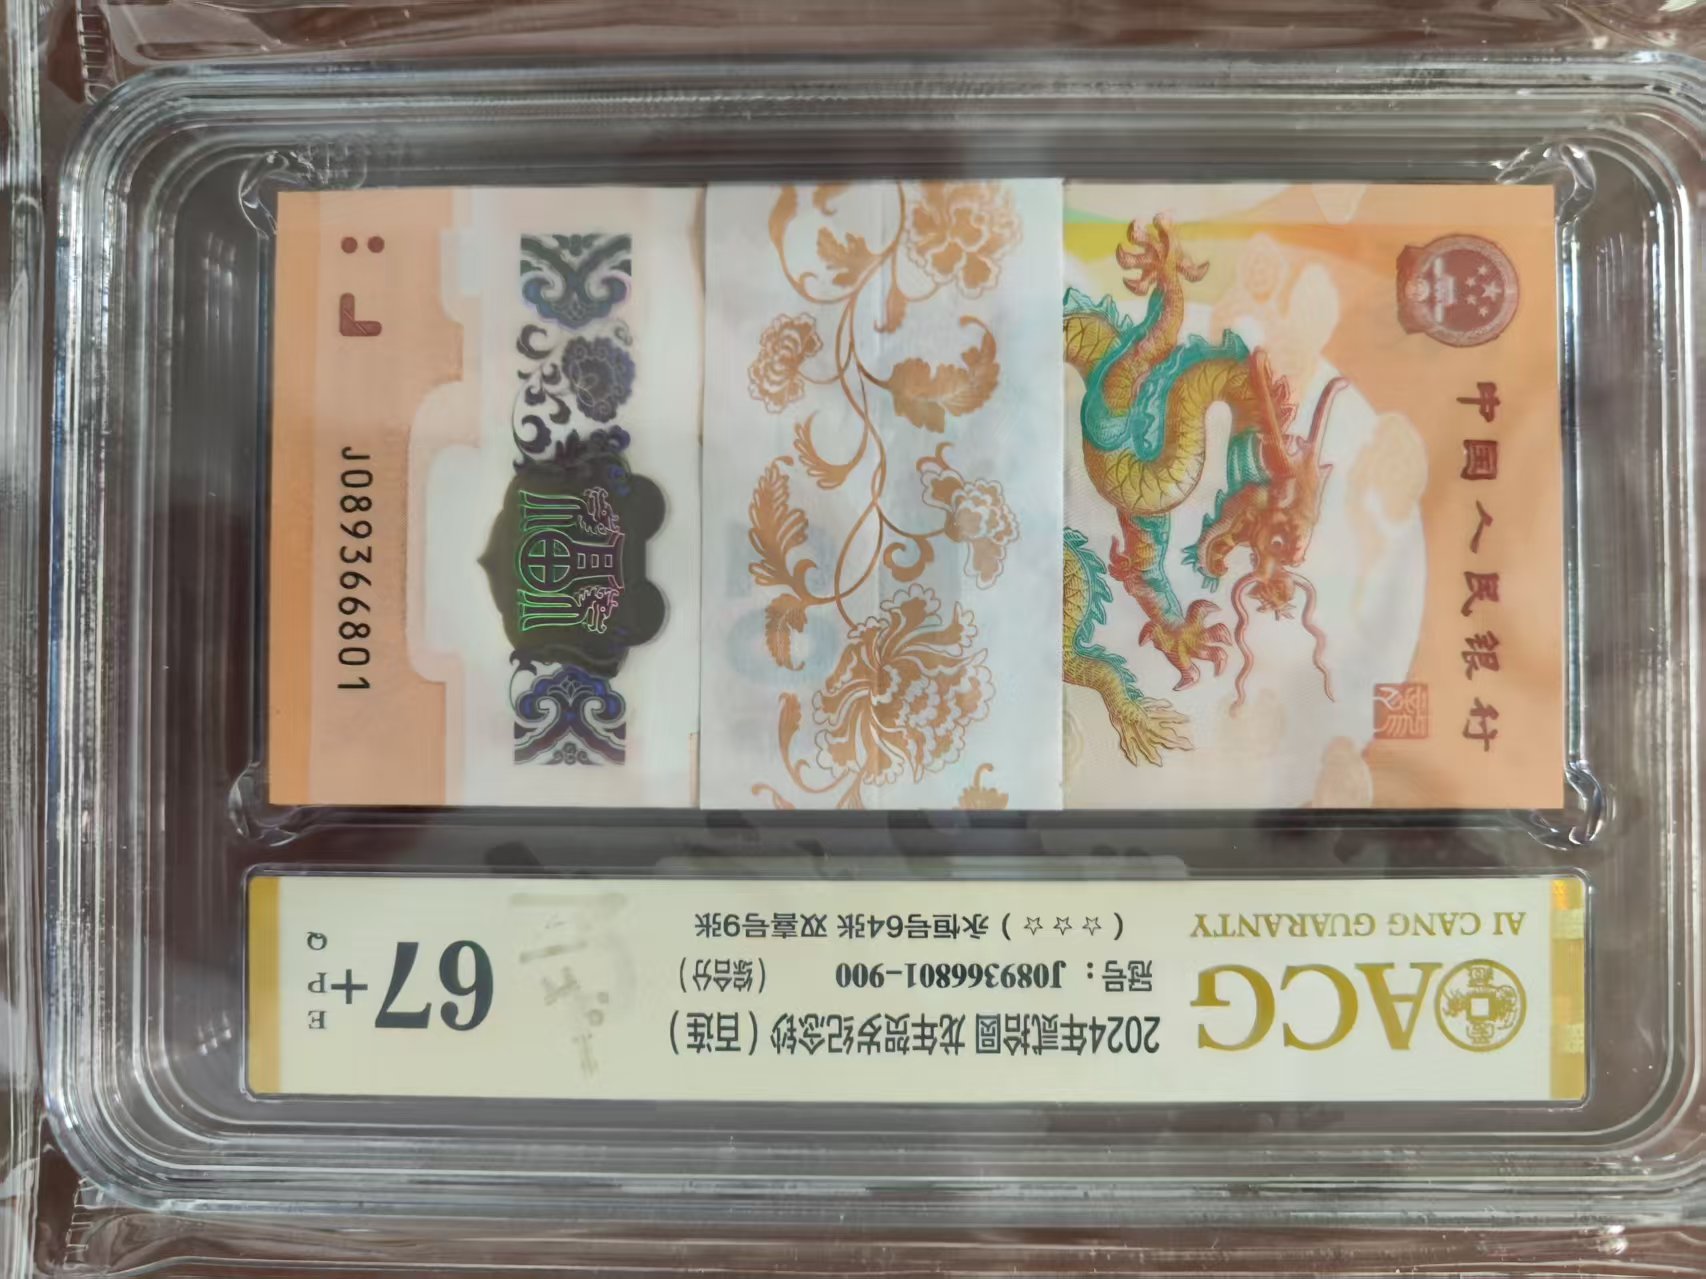 中国人民银行
J089366801
ACG
AI CANG GUARANTY
2024年贰拾圆 龙年贺岁纪念钞（百连）
冠号：J089366801-900 （综合分）
（☆☆☆）永恒号64张 双喜号9张
67+
E
P
Q